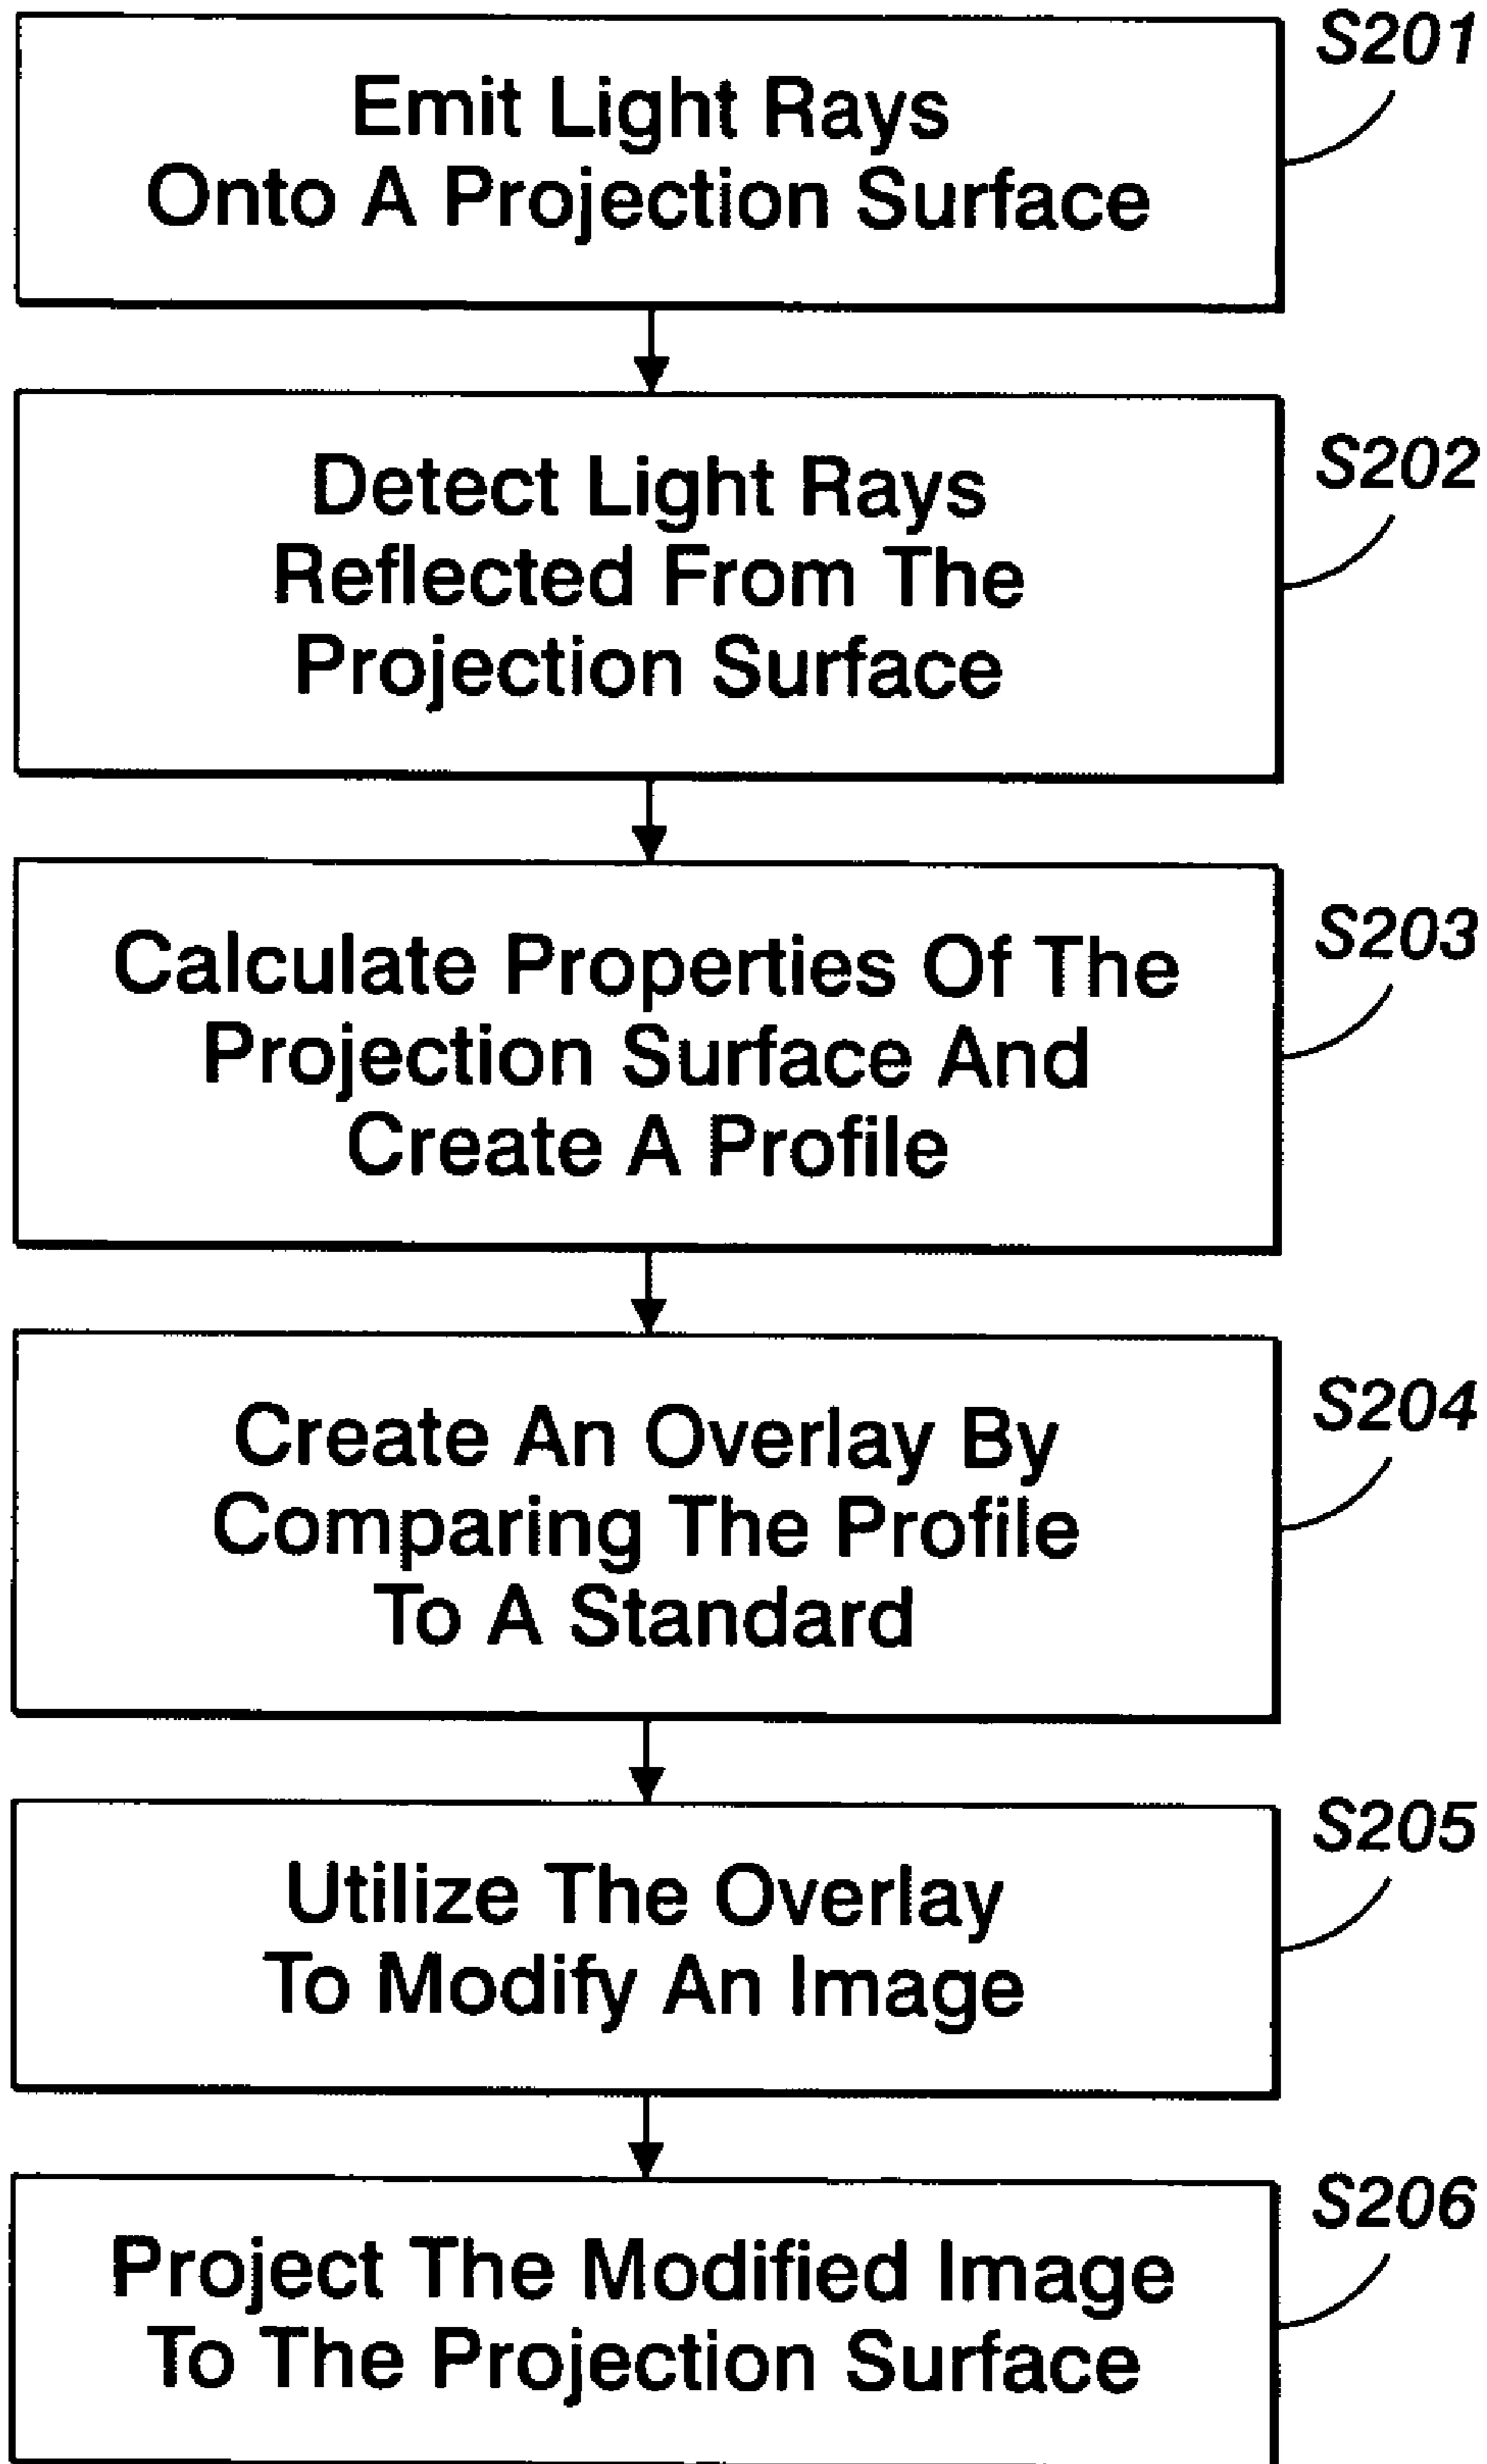 S201
Emit Light Rays
Onto A Projection Surface
S202
Detect Light Rays
Reflected From The
Projection Surface
S203
Calculate Properties Of The
Projection Surface And
Create A Profile
S204
Create An Overlay By
Comparing The Profile
To A Standard
S205
Utilize The Overlay
To Modify An Image
S206
Project The Modified Image
To The Projection Surface